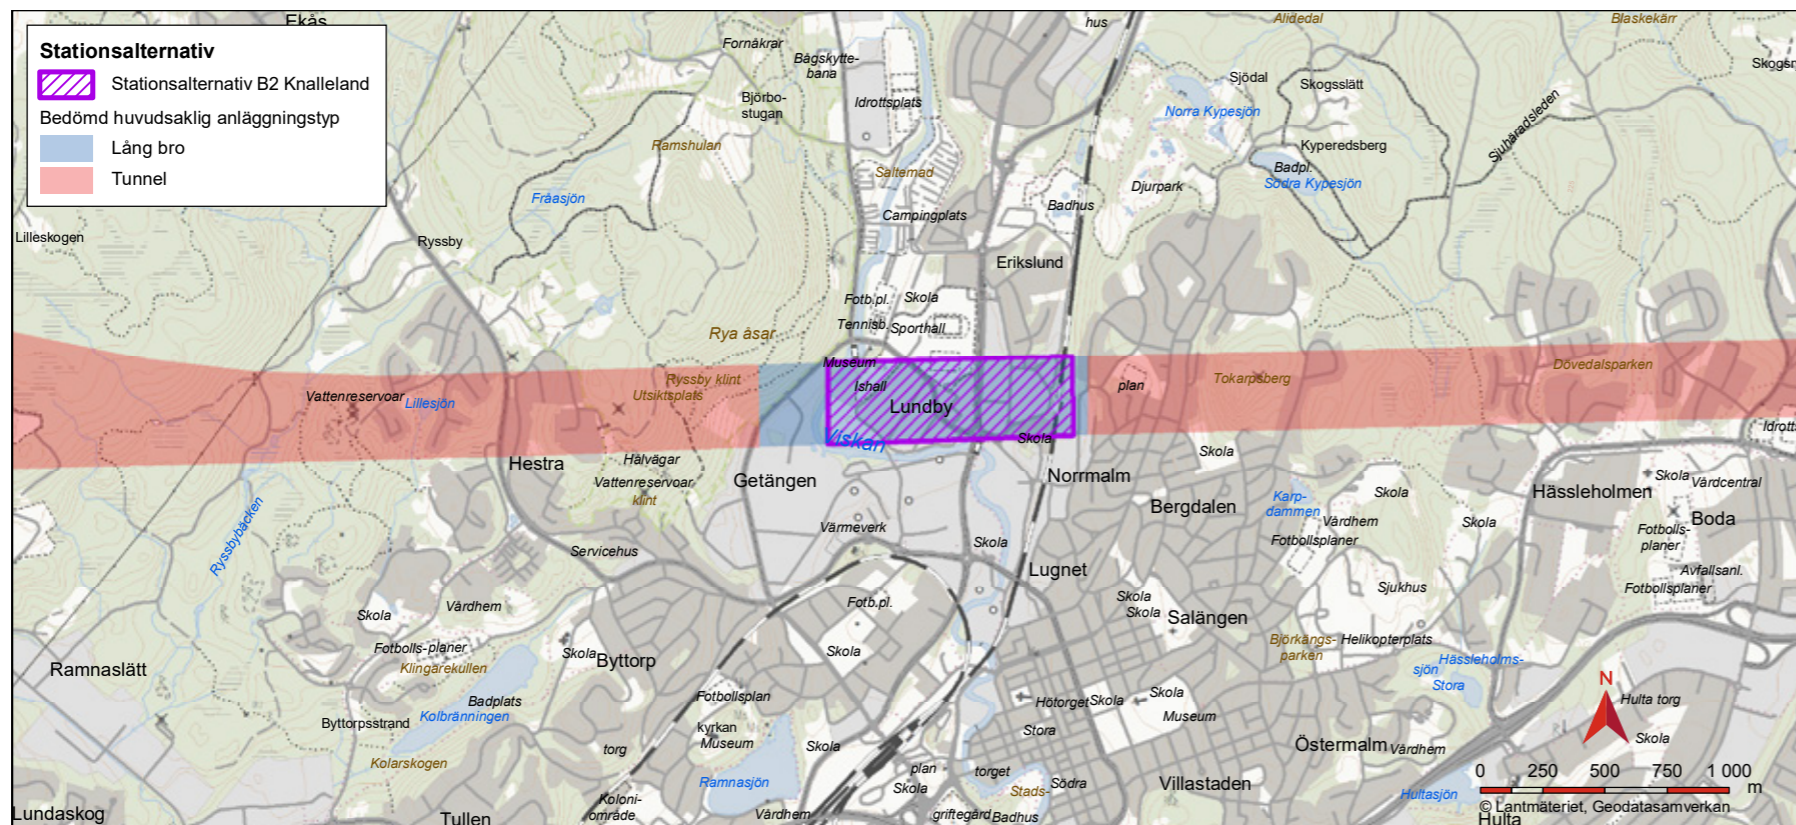 Stationsalternativ
Stationsalternativ B2 Knalleland
Bedömd huvudsaklig anläggningstyp
Lång bro
Tunnel
Ekås
hus
Alidedal
Blaskekärr
Fornåkrar
Bågskytte-
bana
Skogsslätt
Sjödal
Björbo-
stugan
Idrottsplats
Norra Kypesjön
Sjuhäradsleden
Ramshulan
Kyperedsberg
Saltemad
Badpl.
Södra Kypesjön
Fråasjön
Djurpark
Campingplats
Badhus
Lilleskogen
Ryssby
Erikslund
Fotb.pl.
Skola
Tennisb.
Sporthall
Rya åsar
Museum
Ryssby klint
Utsiktsplats
Ishall
plan
Tokarpsberg
Dövedalsparken
Vattenreservoar
Lillesjön
Lundby
Viskan
Skola
Idrotts
Hestra
Hålvägar
Skola
Vattenreservoar
klint
Getängen
Norrmalm
Bergdalen
Karp-
dammen
Skola
Hässleholmen
Skola
Vårdcentral
Boda
Ryssbybäcken
Värmeverk
Vårdhem
Fotbollsplaner
Skola
Fotbolls-
planer
Servicehus
Skola
Lugnet
Avfallsanl.
Fotbollsplaner
Sjukhus
Skola
Vårdhem
Fotb.pl.
Skola
Skola
Salängen
Fotbolls-planer
Klingarekullen
Skola
Byttorp
Skola
Björkängs-
parken
Helikopterplats
Hässleholms-
sjön
Stora
Ramnaslätt
Badplats
Kolbränningen
Byttorpsstrand
Fotbollsplan
Hötorget
Skola
Skola
Museum
N
Hulta torg
kyrkan
Museum
Skola
Stora
Östermalm
Vårdhem
Skola
torg
Kolarskogen
Ramnasjön
plan
Skola
torget
Södra
Stads-
Villastaden
Hultasjön
0 250 500 750 1 000
m
© Lantmäteriet, Geodatasamverkan
Lundaskog
Tullen
Koloni-
område
Vårdhem
griftegård
Badhus
Hulta